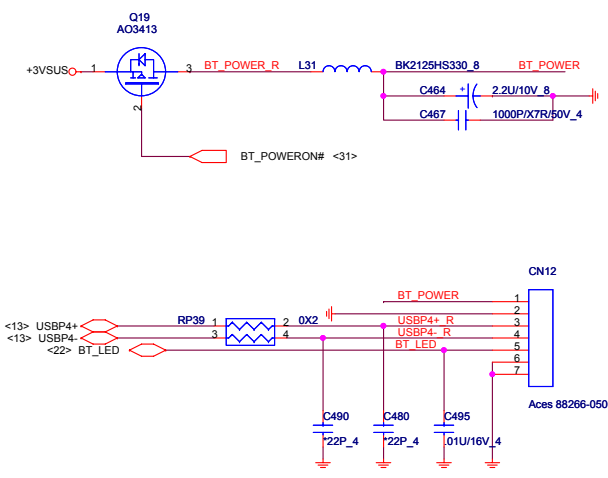 Q19
AO3413
+3VSUS 1 3 BT_POWER_R L31 BK2125HS330_8 BT_POWER
C464 + 2.2U/10V_8
C467 1000P/X7R/50V_4
2
BT_POWERON# <31>
CN12
BT_POWER 1
2
<13> USBP4+ RP39 1 2 0X2 USBP4+_R 3
<13> USBP4- 3 4 USBP4-_R 4
<22> BT_LED BT_LED 5
6
7
Aces 88266-050
C490 C480 C495
*22P_4 *22P_4 .01U/16V_4